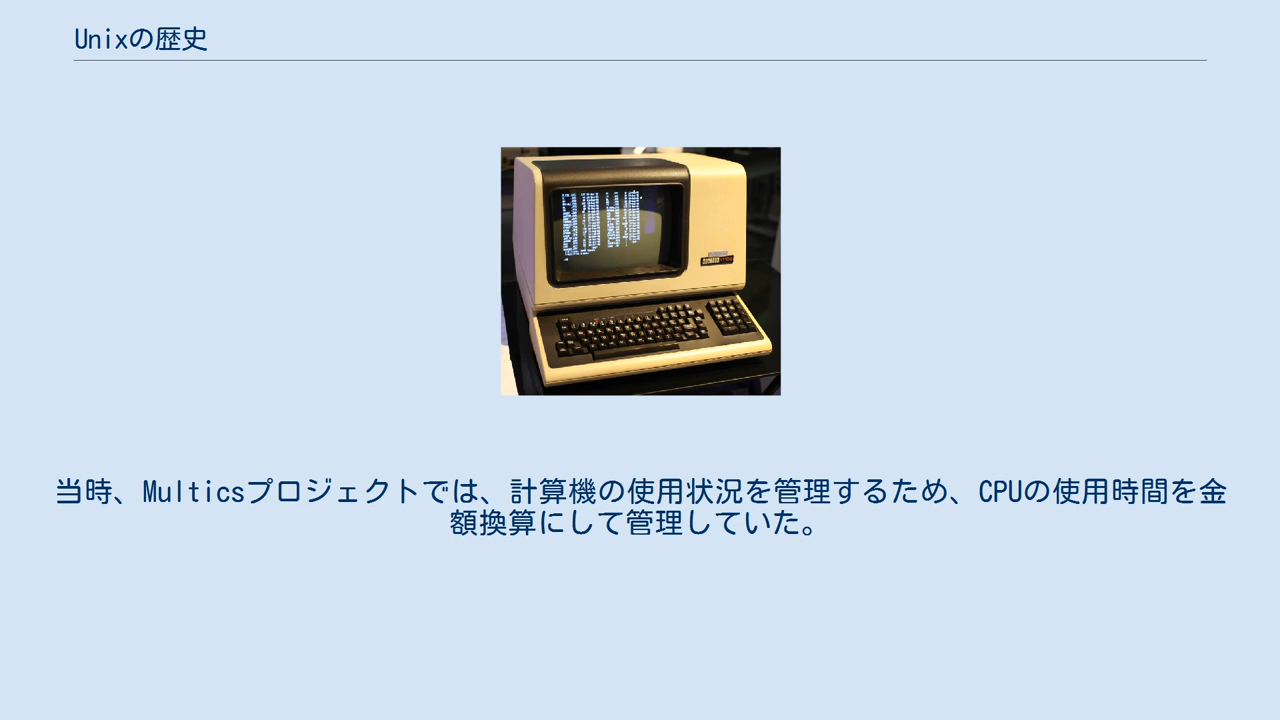 Unixの歴史
当時、Multicsプロジェクトでは、計算機の使用状況を管理するため、CPUの使用時間を金
額換算にして管理していた。